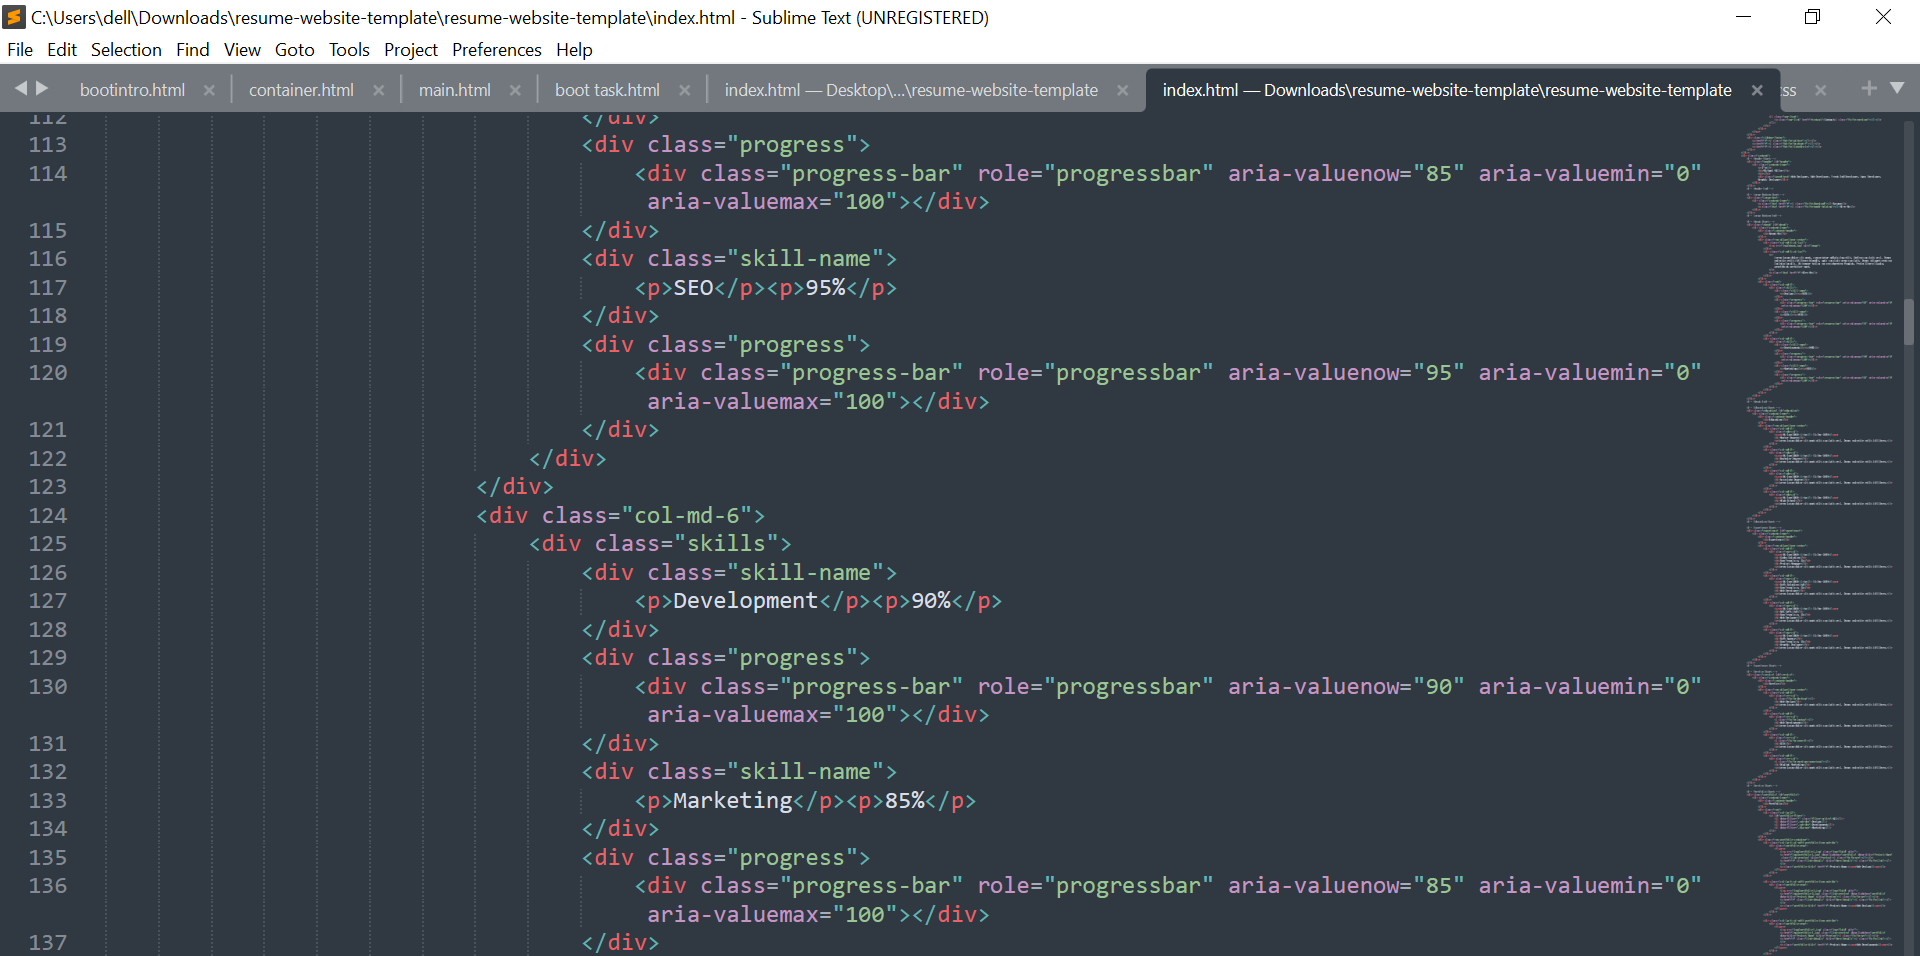 C:\Users\dell\Downloads\resume-website-template\resume-website-template\index.html - Sublime Text (UNREGISTERED)
File Edit Selection Find View Goto Tools Project Preferences Help
bootintro.html container.html main.html boot task.html index.html — Desktop\...\resume-website-template index.html — Downloads\resume-website-template\resume-website-template ss
112 </div>
113 <div class="progress">
114 <div class="progress-bar" role="progressbar" aria-valuenow="85" aria-valuemin="0"
aria-valuemax="100"></div>
115 </div>
116 <div class="skill-name">
117 <p>SEO</p><p>95%</p>
118 </div>
119 <div class="progress">
120 <div class="progress-bar" role="progressbar" aria-valuenow="95" aria-valuemin="0"
aria-valuemax="100"></div>
121 </div>
122 </div>
123 </div>
124 <div class="col-md-6">
125 <div class="skills">
126 <div class="skill-name">
127 <p>Development</p><p>90%</p>
128 </div>
129 <div class="progress">
130 <div class="progress-bar" role="progressbar" aria-valuenow="90" aria-valuemin="0"
aria-valuemax="100"></div>
131 </div>
132 <div class="skill-name">
133 <p>Marketing</p><p>85%</p>
134 </div>
135 <div class="progress">
136 <div class="progress-bar" role="progressbar" aria-valuenow="85" aria-valuemin="0"
aria-valuemax="100"></div>
137 </div>